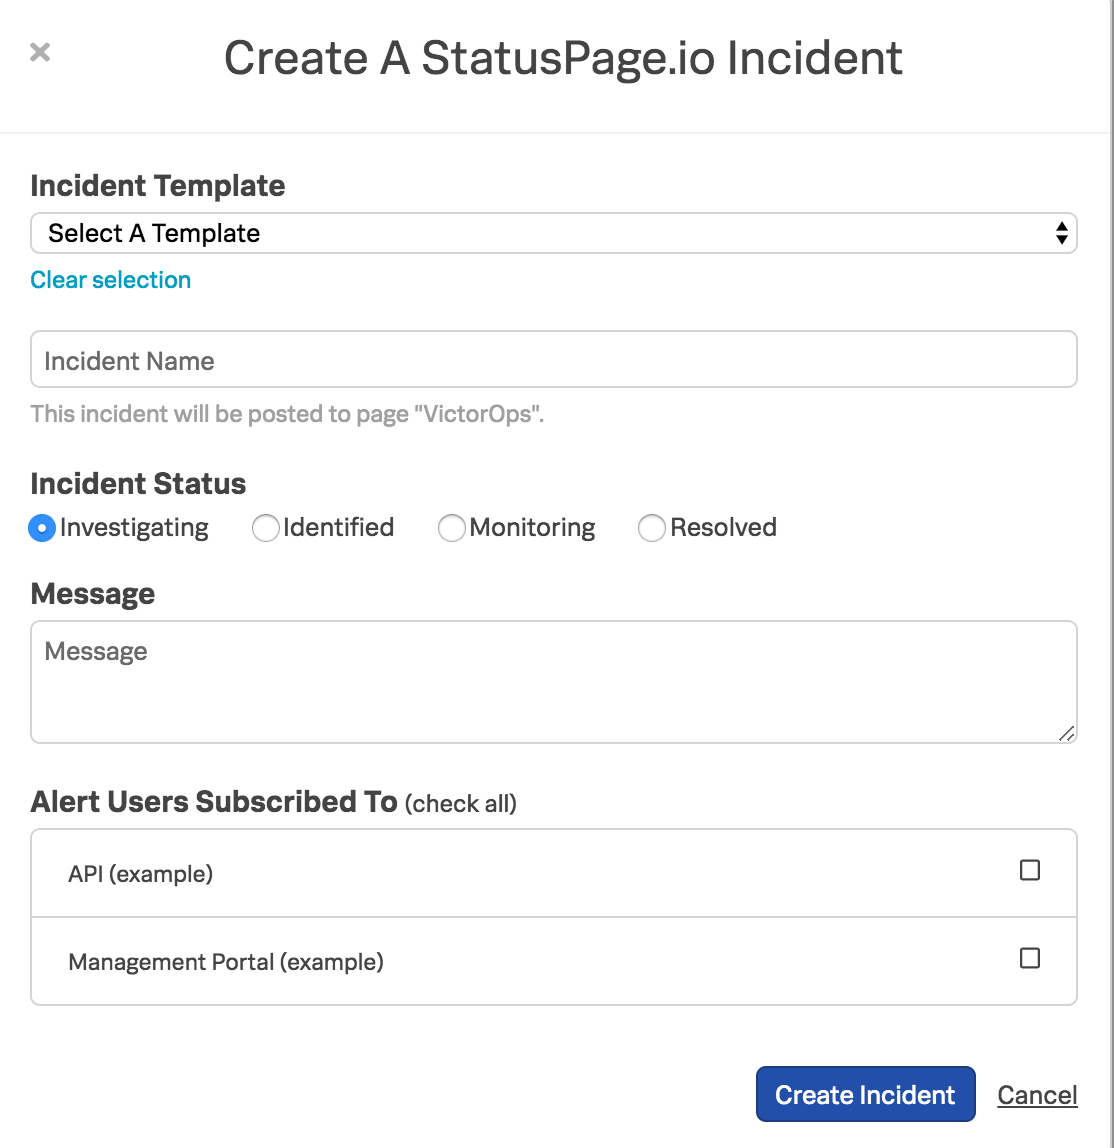 Create A StatusPage.io Incident
Incident Template
Select A Template
Clear selection
Incident Name
This incident will be posted to page "VictorOps".
Incident Status
Investigating Identified Monitoring Resolved
Message
Message
Alert Users Subscribed To (check all)
API (example)
Management Portal (example)
Create Incident Cancel